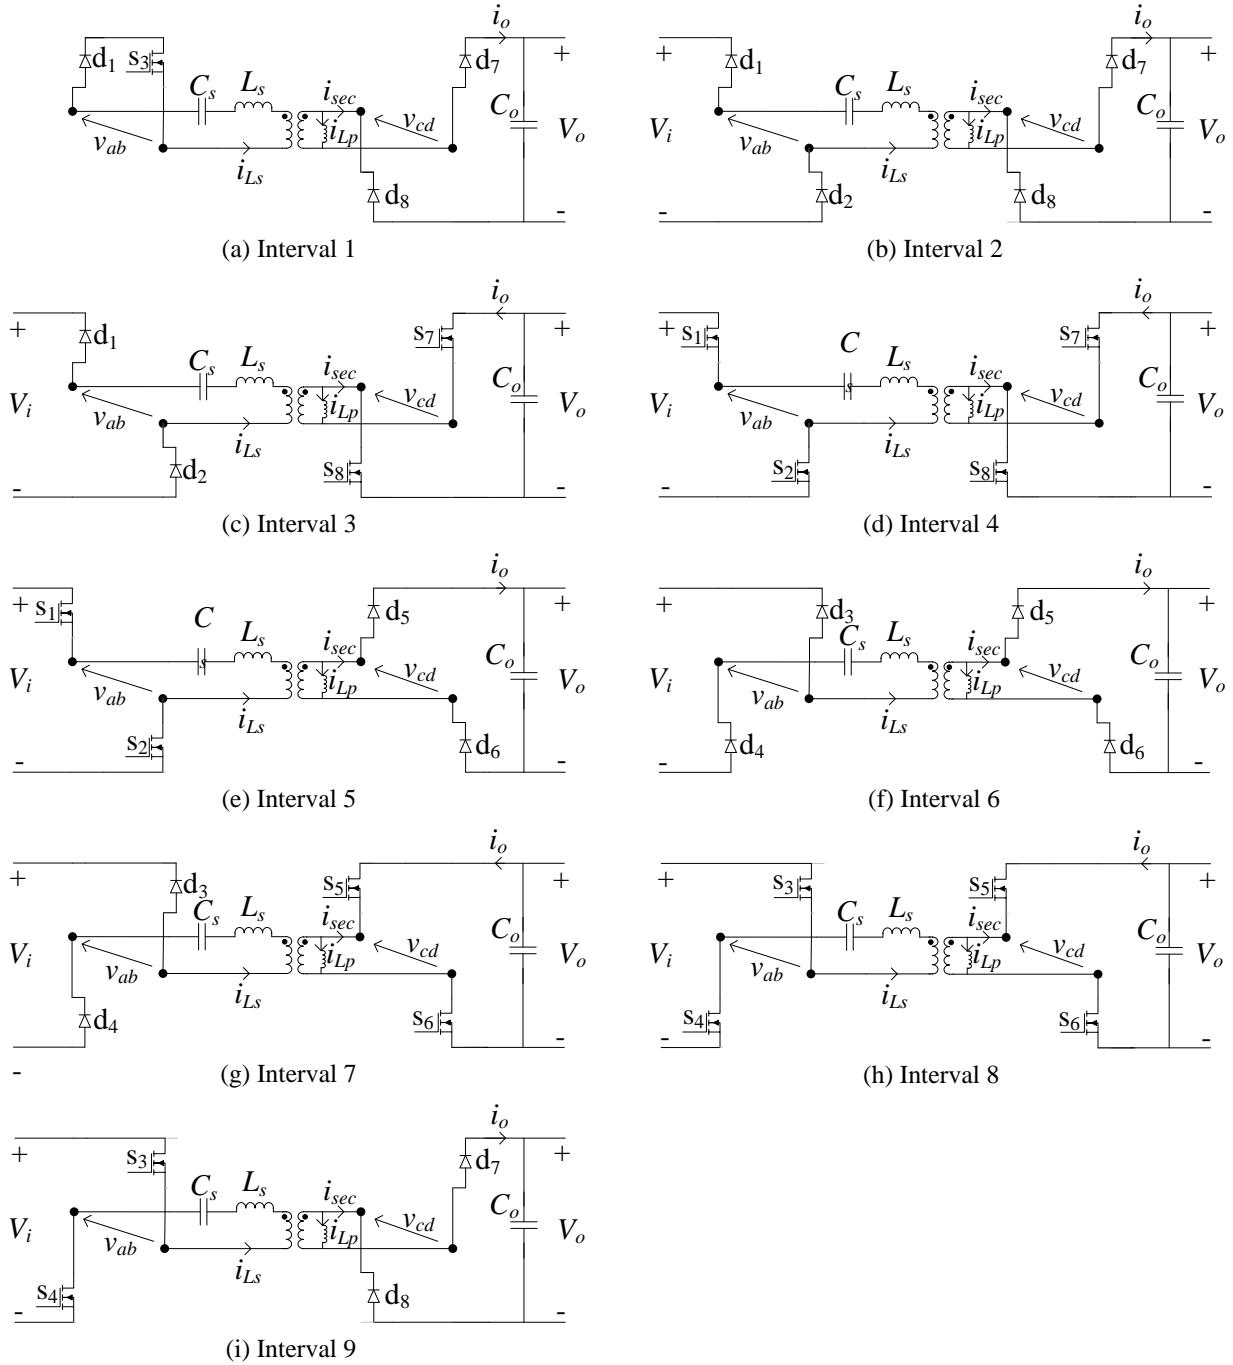 d1 s3 Cs Ls isec iLp vab iLs vcd d7 d8 io + Co Vo -
(a) Interval 1
Vi d1 d2 Cs Ls isec iLp vab iLs vcd d7 d8 io + Co Vo -
(b) Interval 2
+ Vi - d1 d2 Cs Ls isec iLp vab iLs vcd s7 s8 io + Co Vo -
(c) Interval 3
+ Vi - s1 s2 C s Ls isec iLp vab iLs vcd s7 s8 io + Co Vo -
(d) Interval 4
+ Vi - s1 s2 C s Ls isec iLp vab iLs vcd d5 d6 io + Co Vo -
(e) Interval 5
+ Vi - d3 d4 Cs Ls isec iLp vab iLs vcd d5 d6 io + Co Vo -
(f) Interval 6
+ Vi - d3 d4 Cs Ls isec iLp vab iLs vcd s5 s6 io + Co Vo -
(g) Interval 7
+ Vi - s3 s4 Cs Ls isec iLp vab iLs vcd s5 s6 io + Co Vo -
(h) Interval 8
+ Vi - s3 s4 Cs Ls isec iLp vab iLs vcd d7 d8 io + Co Vo -
(i) Interval 9